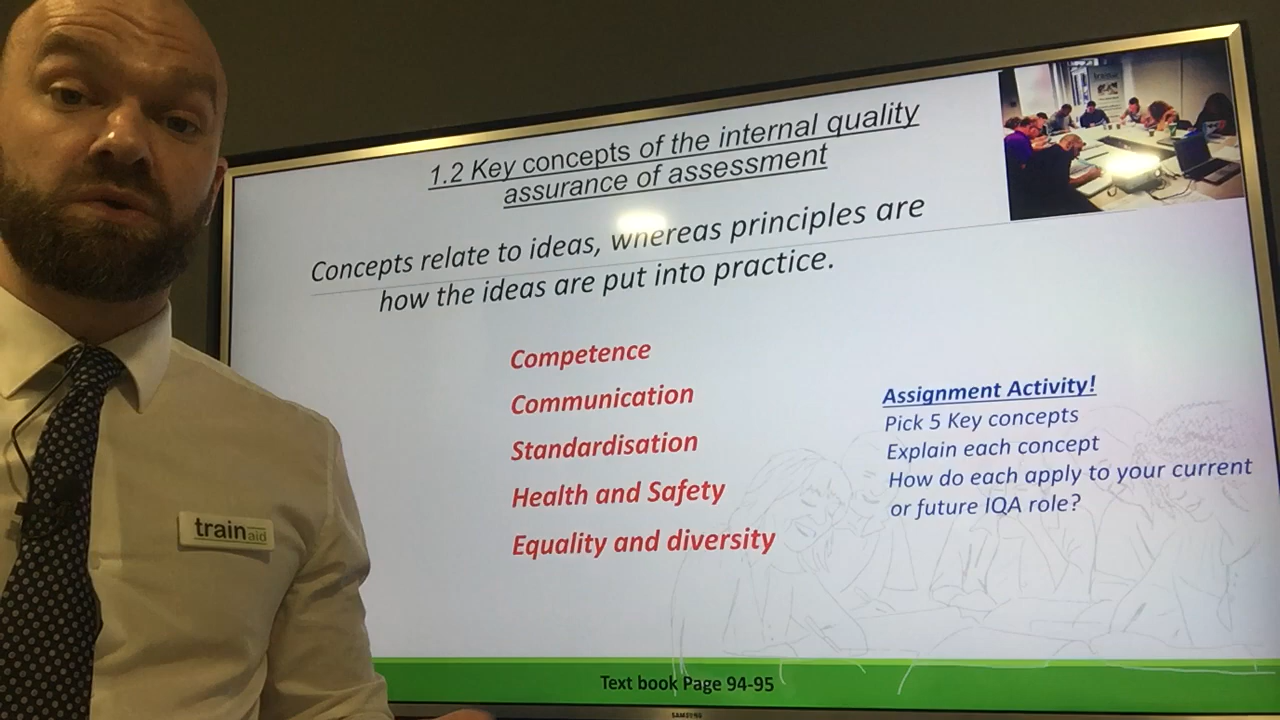 1.2 Key concepts of the internal quality
assurance of assessment
Concepts relate to ideas, whereas principles are
how the ideas are put into practice.
Competence
Communication
Standardisation
Health and Safety
Equality and diversity
Assignment Activity!
Pick 5 Key concepts
Explain each concept
How do each apply to your current
or future IQA role?
Text book Page 94-95
SAMSUNG
trainaid